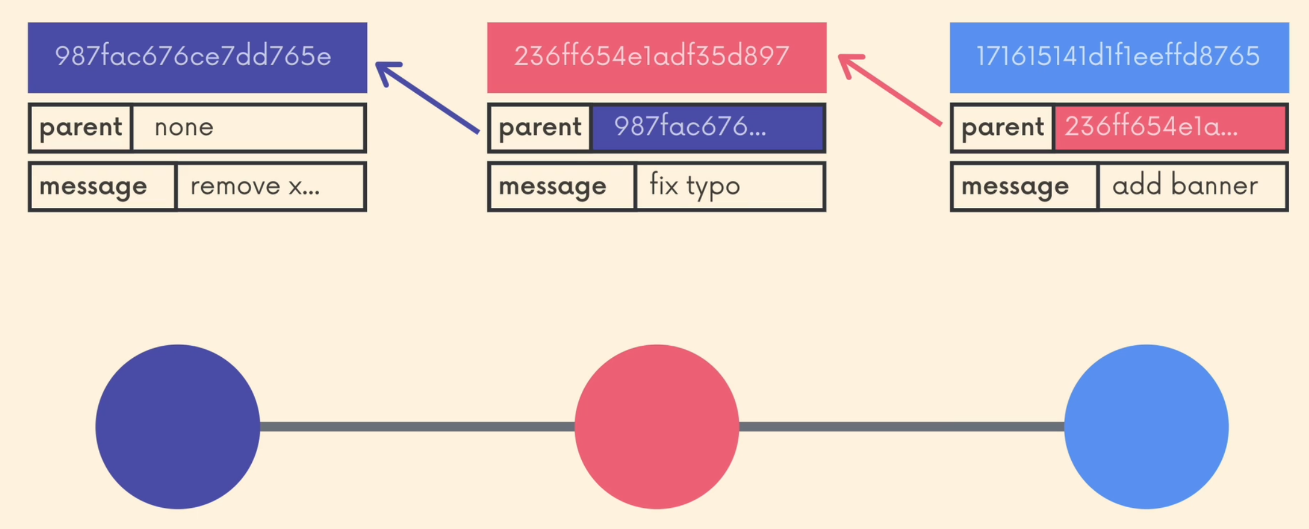 987fac676ce7dd765e
236ff654e1adf35d897
171615141d1f1eeffd8765
parent none
parent 987fac676...
parent 236ff654e1a...
message remove x...
message fix typo
message add banner